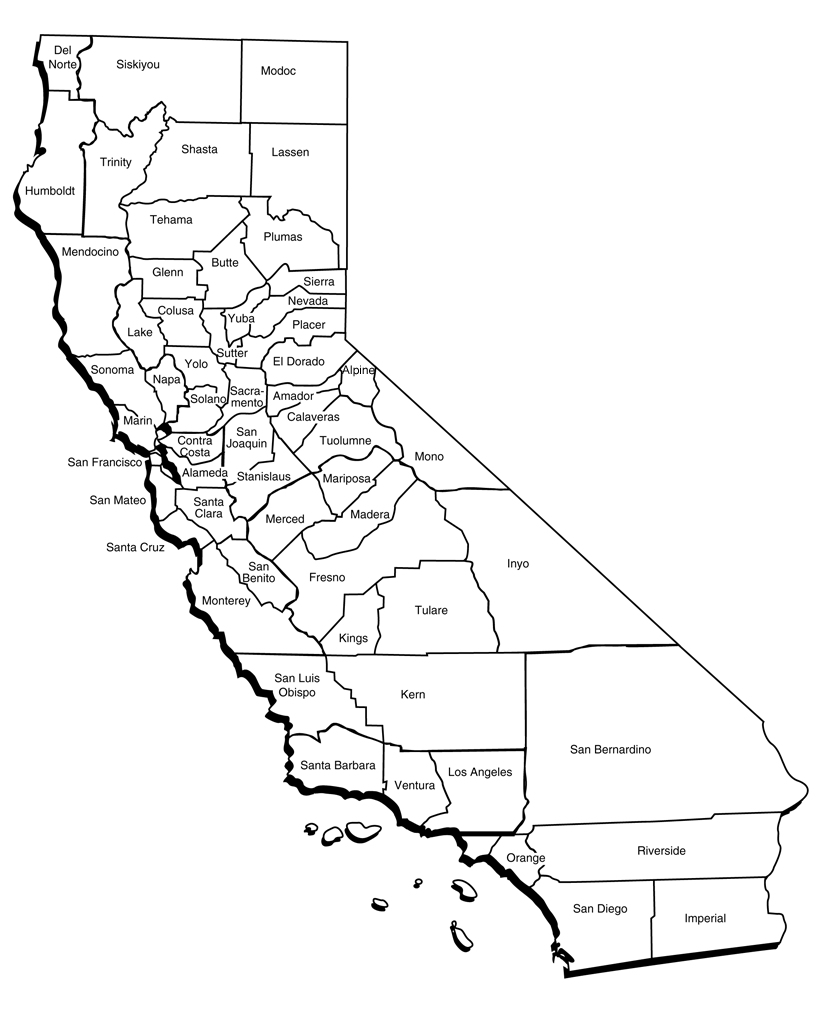 Del
Norte
Siskiyou
Modoc
Shasta
Lassen
Trinity
Humboldt
Tehama
Plumas
Mendocino
Butte
Glenn
Sierra
Nevada
Colusa
Yuba
Placer
Lake
Sutter
El Dorado
Yolo
Sonoma
Alpine
Napa
Sacra-
mento
Amador
Solano
Calaveras
Marin
San
Joaquin
Tuolumne
Contra
Costa
Mono
San Francisco
Alameda
Stanislaus
Mariposa
San Mateo
Santa
Clara
Merced
Madera
Santa Cruz
Inyo
San
Benito
Fresno
Monterey
Tulare
Kings
San Luis
Obispo
Kern
San Bernardino
Santa Barbara
Los Angeles
Ventura
Riverside
Orange
San Diego
Imperial